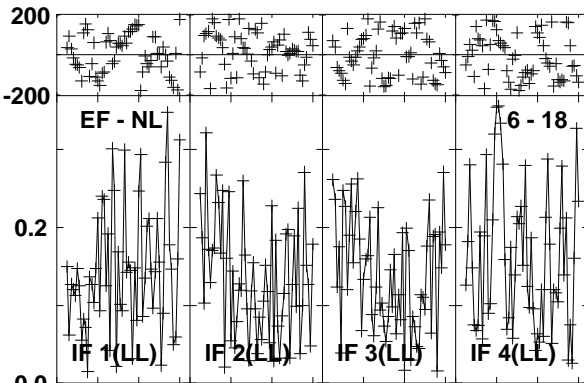 200
-200
EF - NL 6 - 18
0.2
IF 1(LL) IF 2(LL) IF 3(LL) IF 4(LL)
0.0